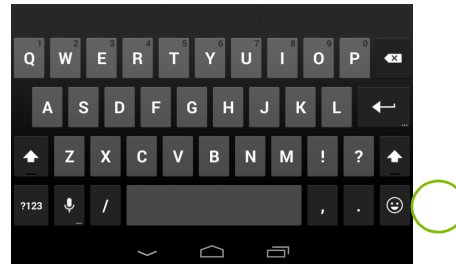 1 2 3 4 5 6 7 8 9 0
Q W E R T Y U I O P
A S D F G H J K L
Z X C V B N M ! ?
?123 / , .